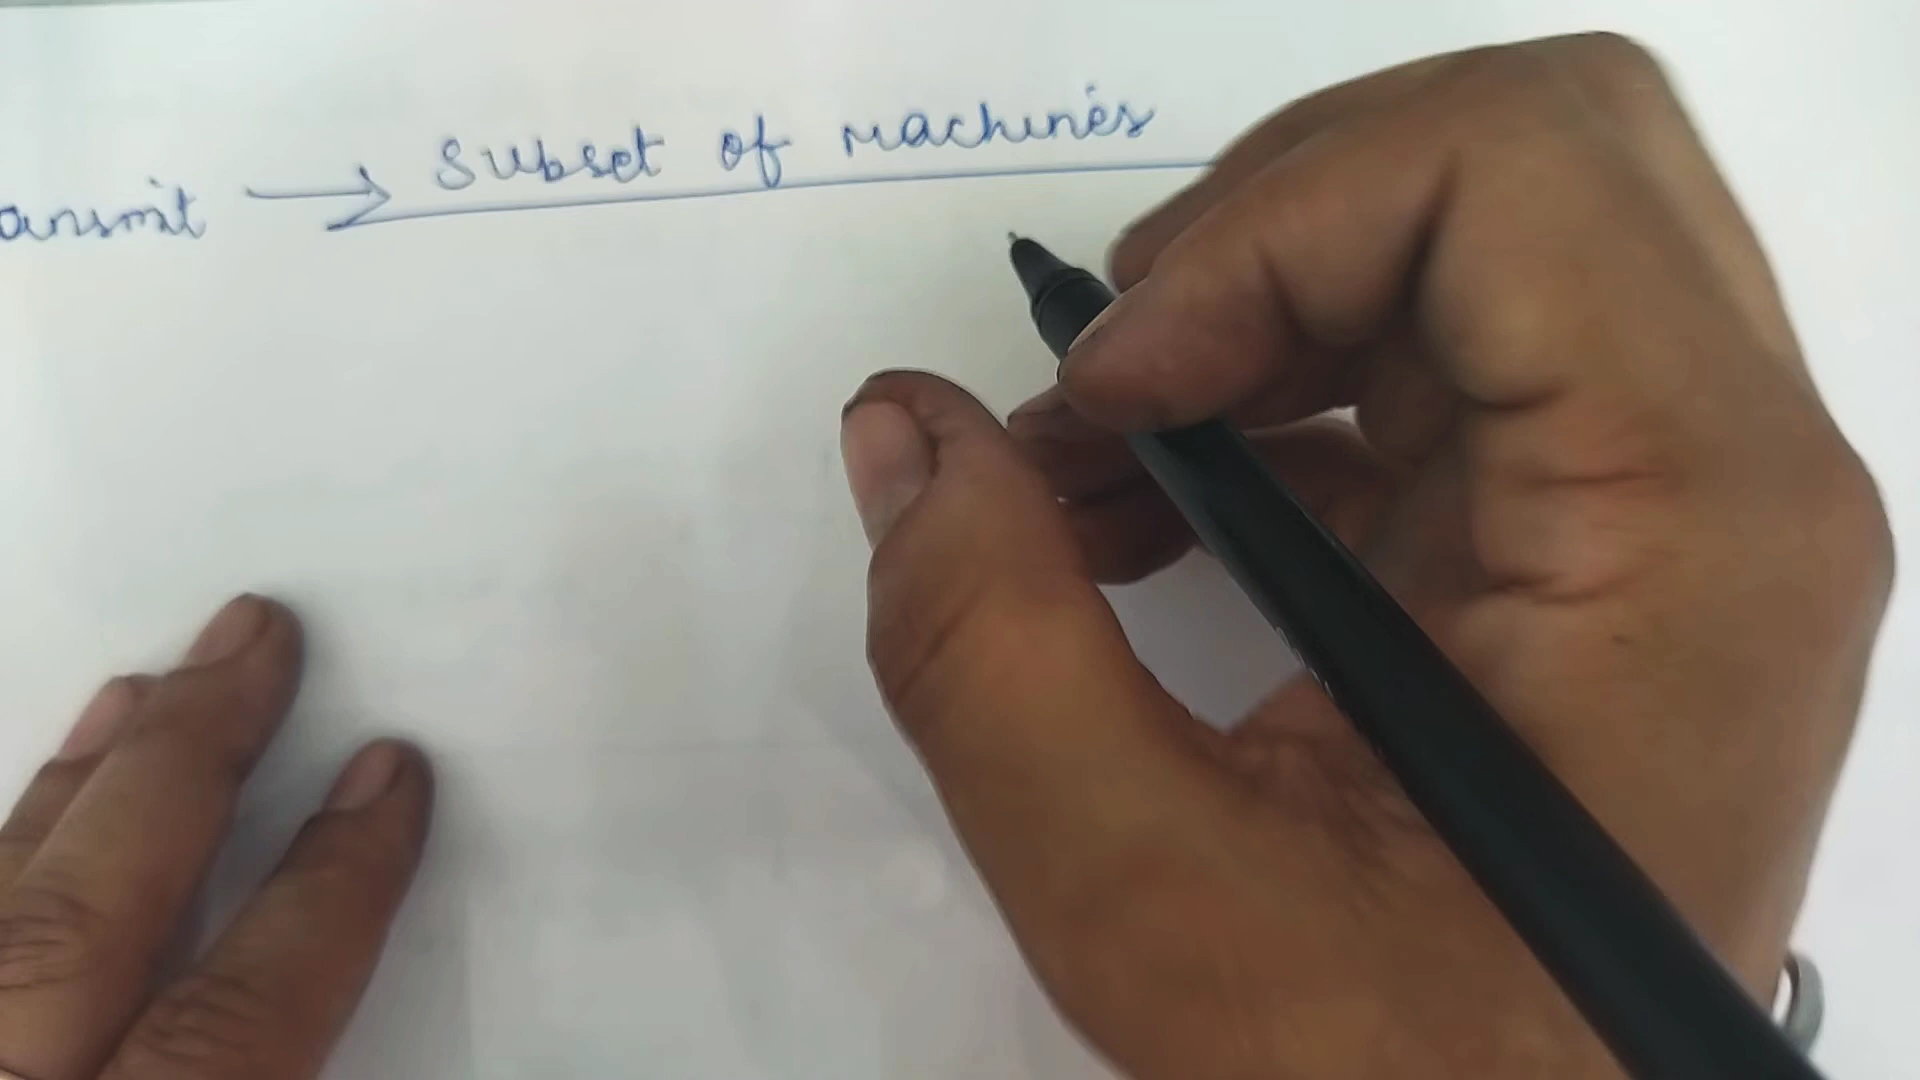 ansmit → Subset of machines